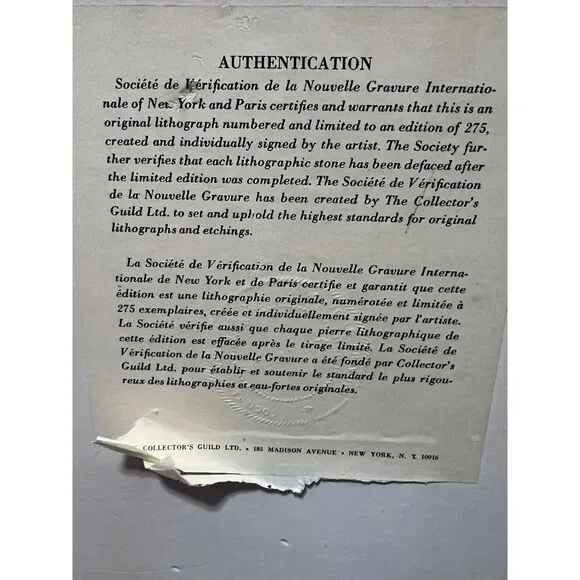 AUTHENTICATION
Société de Vérification de la Nouvelle Gravure Internatio-
nale of New York and Paris certifies and warrants that this is an
original lithograph numbered and limited to an edition of 275,
created and individually signed by the artist. The Society fur-
ther verifies that each lithographic stone has been defaced after
the limited edition was completed. The Société de Vérification
de la Nouvelle Gravure has been created by The Collector's
Guild Ltd. to set and uphold the highest standards for original
lithographs and etchings.
La Société de Vérification de la Nouvelle Gravure Interna-
tionale de New York et de Paris certifie et garantit que cette
édition est une lithographie originale, numérotée et limitée à
275 exemplaires, créée et individuellement signée par l'artiste.
La Société vérifie aussi que chaque pierre lithographique de
cette édition est effacée après le tirage limité. La Société de
Vérification de la Nouvelle Gravure a été fondé par Collector's
Guild Ltd. pour établir et soutenir le standard le plus rigou-
reux des lithographies et eau-fortes originales.
COLLECTOR'S GUILD LTD. • 185 MADISON AVENUE • NEW YORK, N. Y. 10016